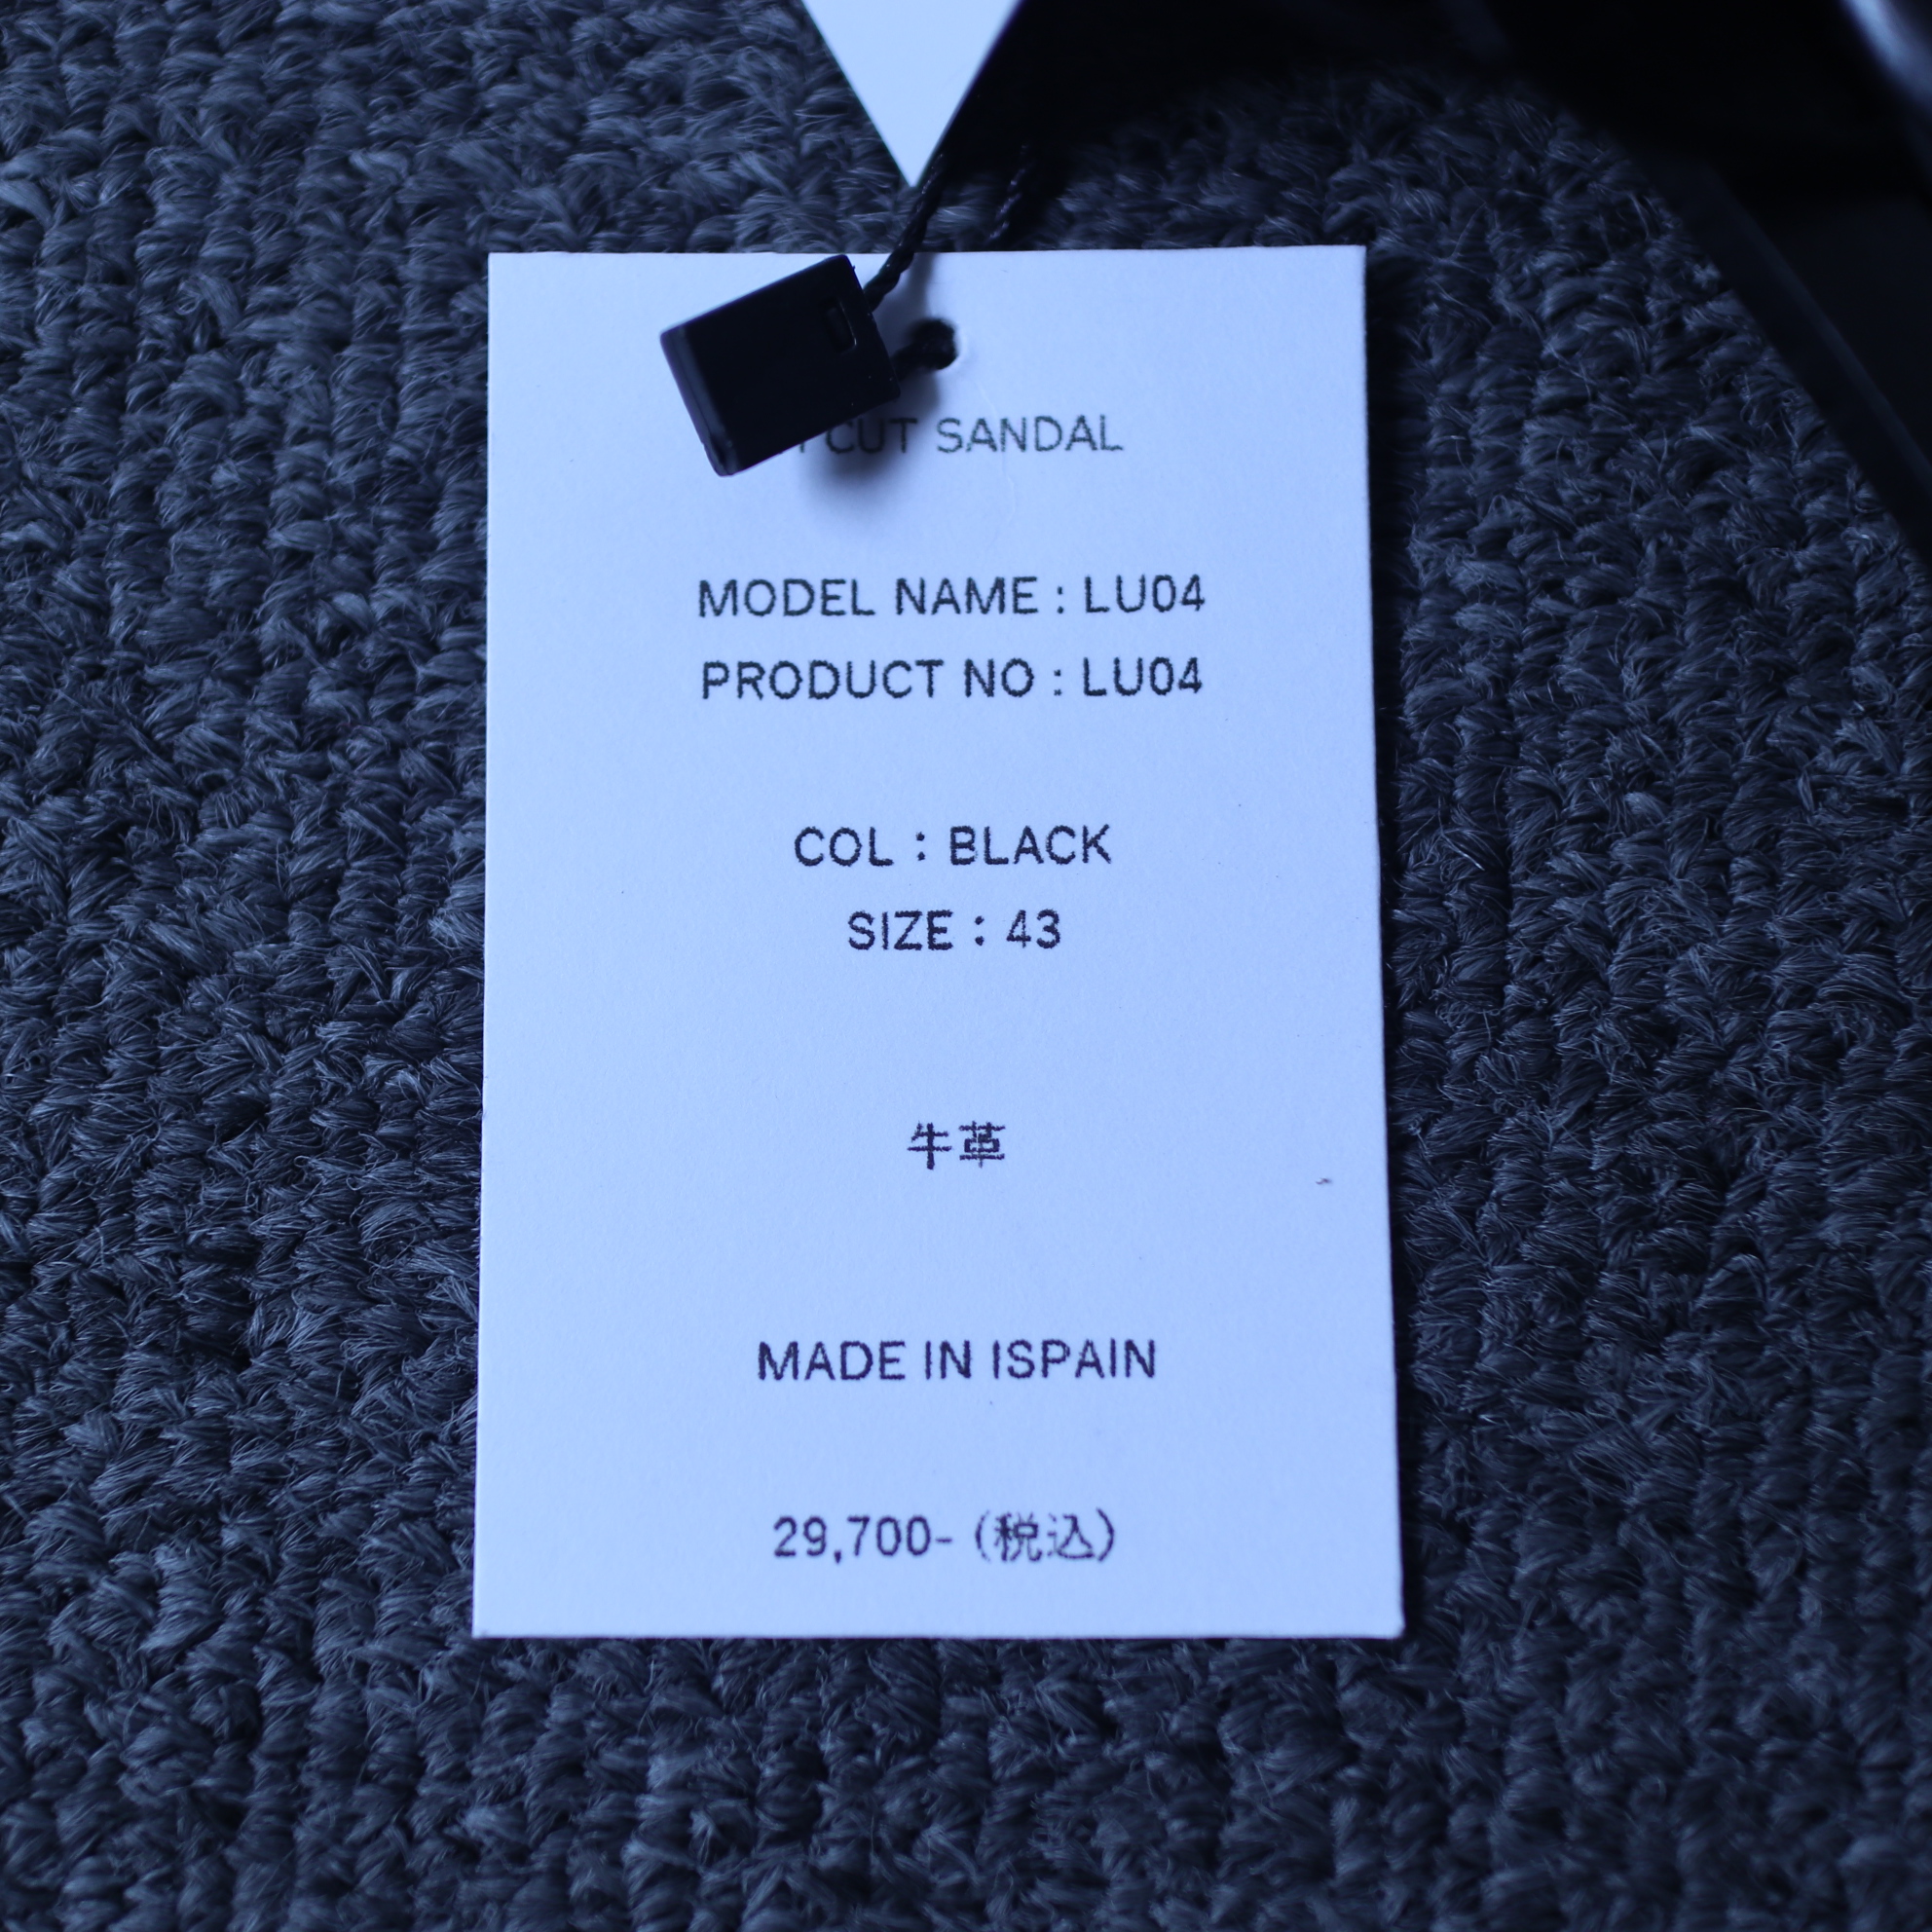 CUT SANDAL
MODEL NAME : LU04
PRODUCT NO : LU04
COL : BLACK
SIZE : 43
牛革
MADE IN ISPAIN
29,700- (税込)